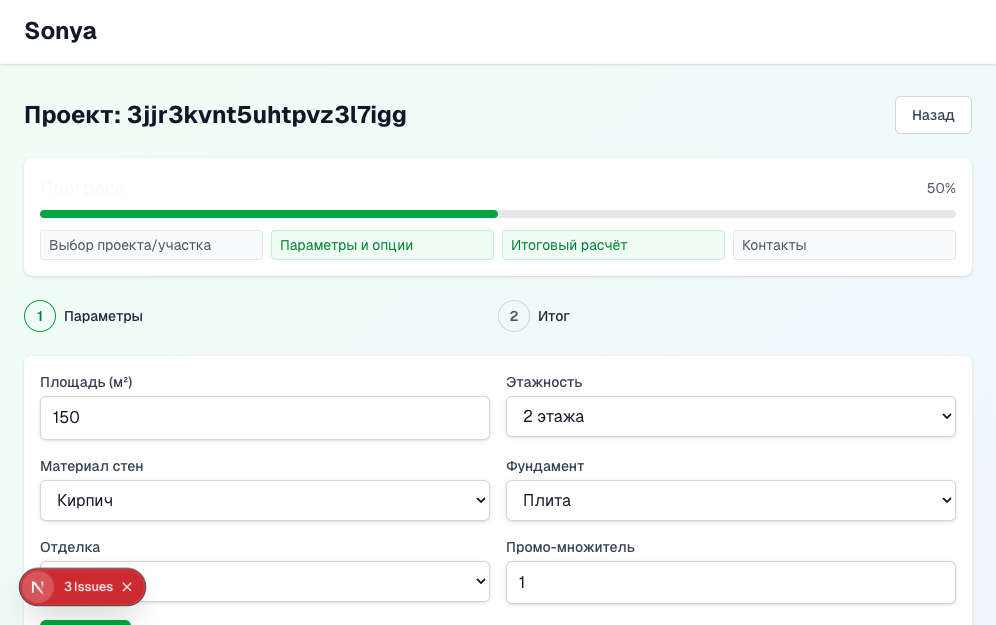 Sonya
Проект: 3jjr3kvnt5uhtpvz3l7igg
Назад
Прогресс
50%
Выбор проекта/участка
Параметры и опции
Итоговый расчёт
Контакты
1 Параметры
2 Итог
Площадь (м²)
Этажность
150
2 этажа
Материал стен
Фундамент
Кирпич
Плита
Отделка
Промо-множитель
1
N 3 Issues